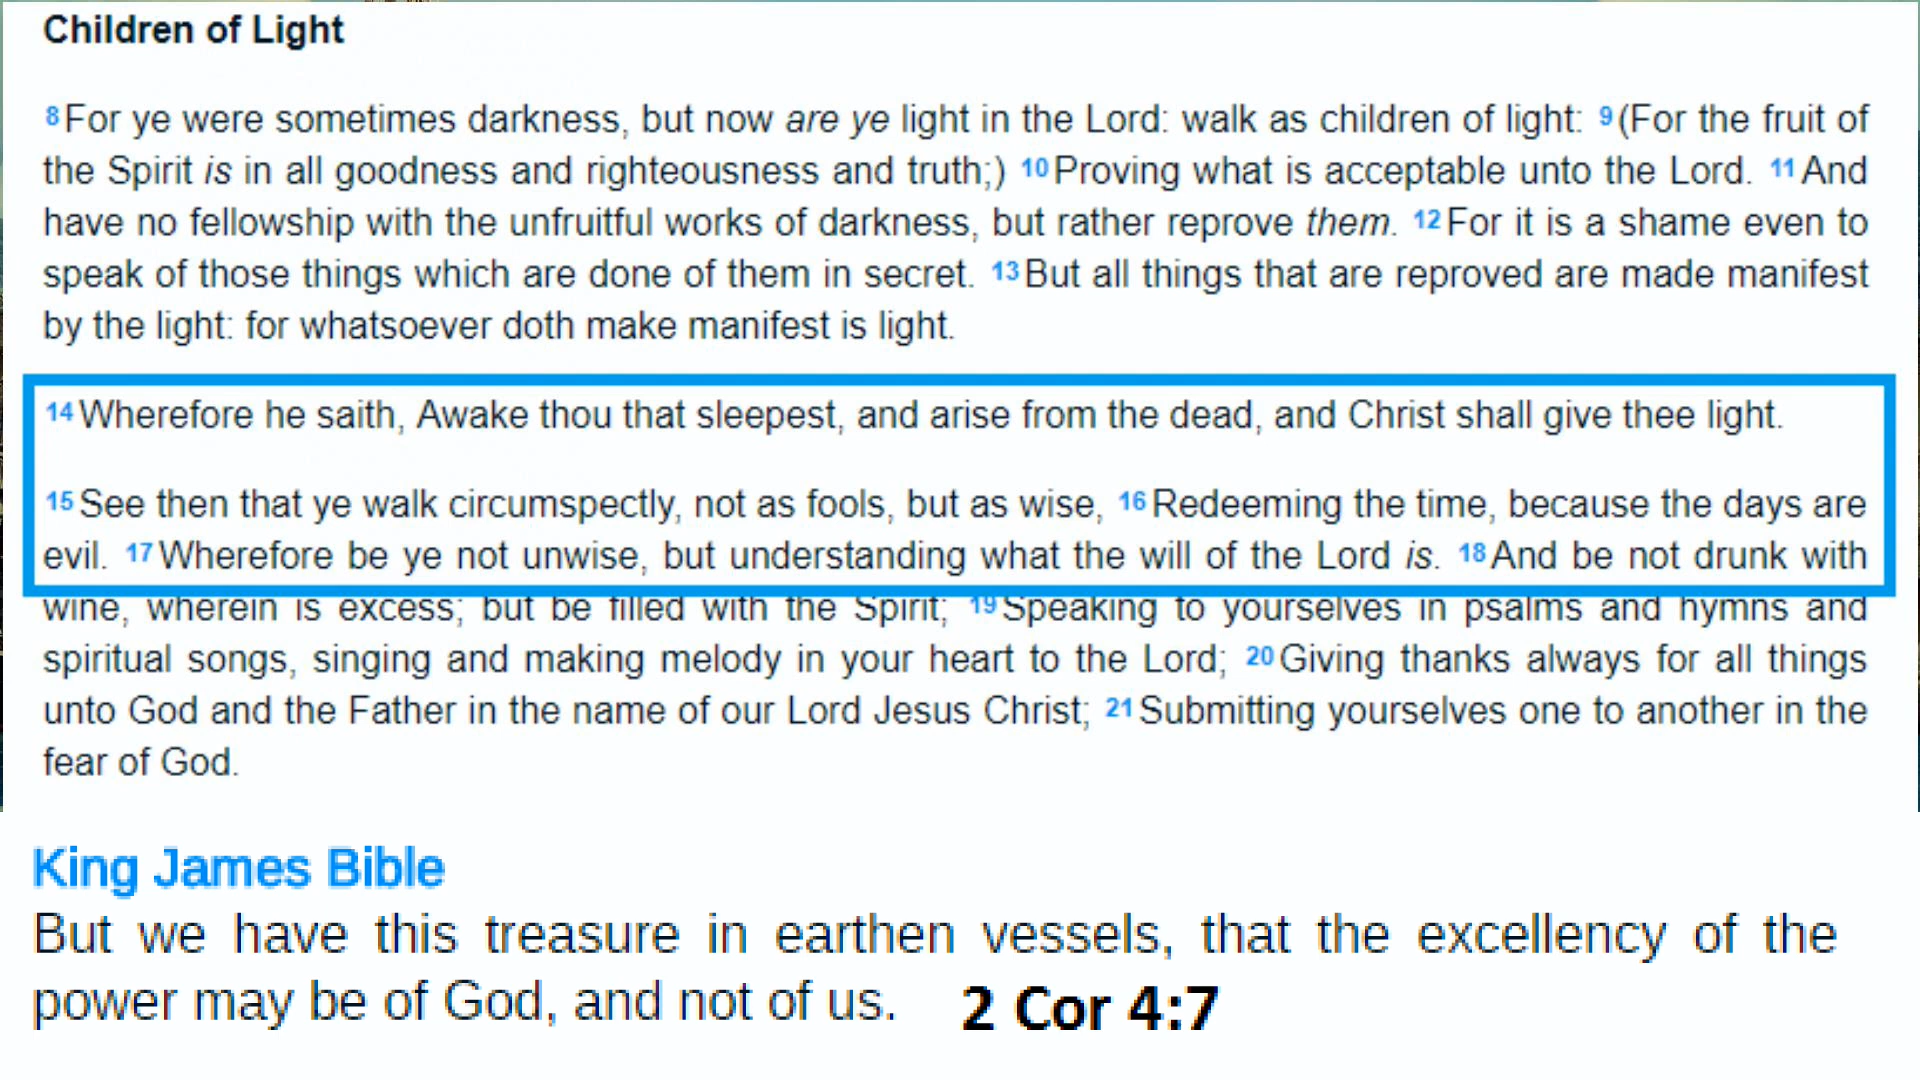 Children of Light
8 For ye were sometimes darkness, but now are ye light in the Lord: walk as children of light: 9 (For the fruit of
the Spirit is in all goodness and righteousness and truth;) 10 Proving what is acceptable unto the Lord. 11 And
have no fellowship with the unfruitful works of darkness, but rather reprove them. 12 For it is a shame even to
speak of those things which are done of them in secret. 13 But all things that are reproved are made manifest
by the light: for whatsoever doth make manifest is light.
14 Wherefore he saith, Awake thou that sleepest, and arise from the dead, and Christ shall give thee light.
15 See then that ye walk circumspectly, not as fools, but as wise, 16 Redeeming the time, because the days are
evil. 17 Wherefore be ye not unwise, but understanding what the will of the Lord is. 18 And be not drunk with
wine, wherein is excess; but be filled with the Spirit; 19 Speaking to yourselves in psalms and hymns and
spiritual songs, singing and making melody in your heart to the Lord; 20 Giving thanks always for all things
unto God and the Father in the name of our Lord Jesus Christ; 21 Submitting yourselves one to another in the
fear of God.
King James Bible
But we have this treasure in earthen vessels, that the excellency of the
power may be of God, and not of us. 2 Cor 4:7